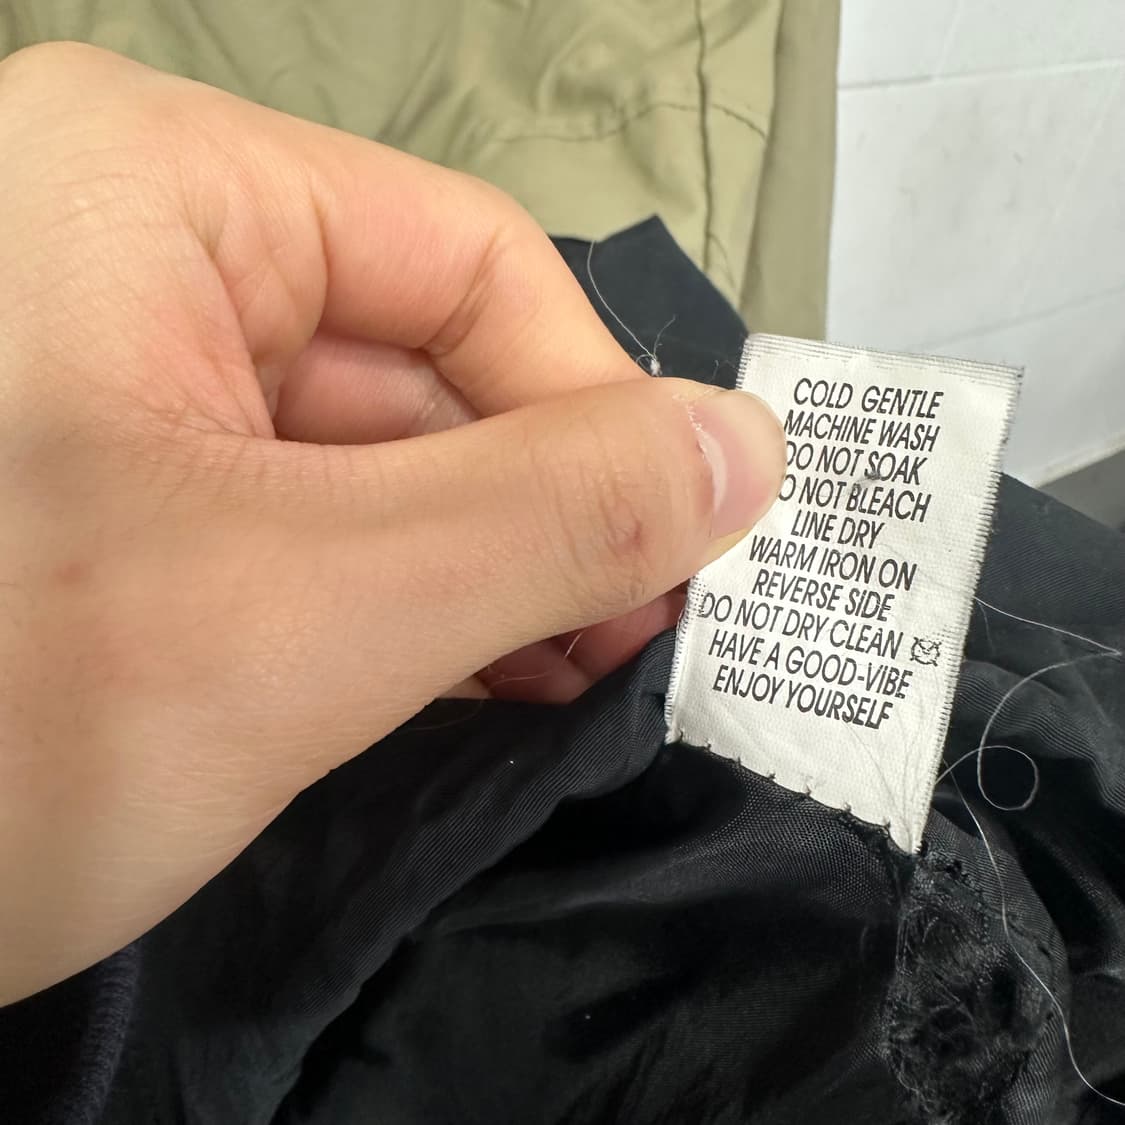 COLD GENTLE
MACHINE WASH
DO NOT SOAK
DO NOT BLEACH
LINE DRY
WARM IRON ON
REVERSE SIDE
DO NOT DRY CLEAN
HAVE A GOOD-VIBE
ENJOY YOURSELF